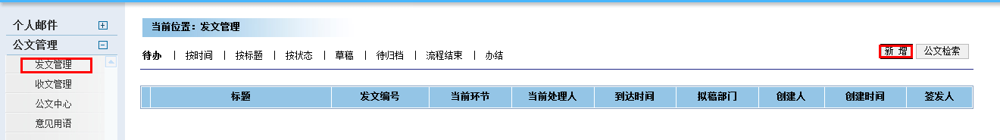 个人邮件
公文管理
发文管理
收文管理
公文中心
意见用语
当前位置：发文管理
待办 | 按时间 | 按标题 | 按状态 | 草稿 | 待归档 | 流程结束 | 办结
新 增 公文检索
标题 发文编号 当前环节 当前处理人 到达时间 拟稿部门 创建人 创建时间 签发人